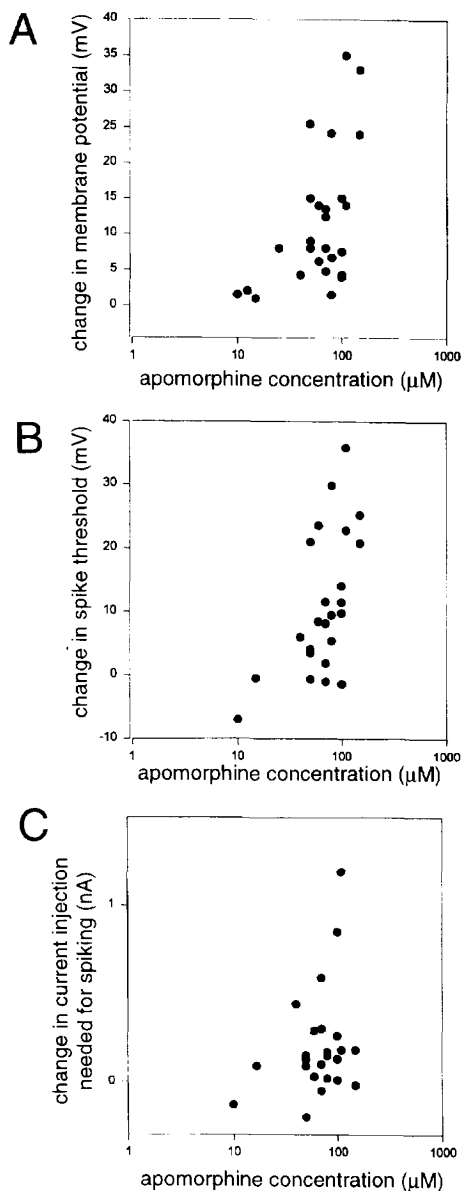 A
change in membrane potential (mV)
40
35
30
25
20
15
10
5
0
1
10
100
1000
apomorphine concentration (μM)
B
change in spike threshold (mV)
40
30
20
10
0
-10
1
10
100
1000
apomorphine concentration (μM)
C
change in current injection
needed for spiking (nA)
1
0
1
10
100
1000
apomorphine concentration (μM)